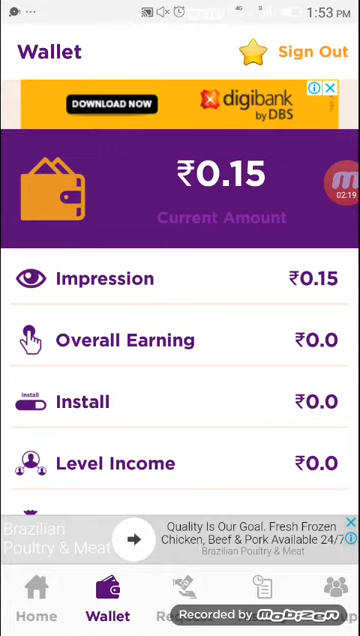 4G
1:53 PM
Wallet
Sign Out
DOWNLOAD NOW
digibank
by DBS
₹0.15
Current Amount
02:19
Impression
₹0.15
Overall Earning
₹0.0
Install
Install
₹0.0
Level Income
₹0.0
Brazilian
Poultry & Meat
Quality Is Our Goal. Fresh Frozen
Chicken, Beef & Pork Available 24/7
Brazilian Poultry & Meat
Home
Wallet
Recorded by mobizen